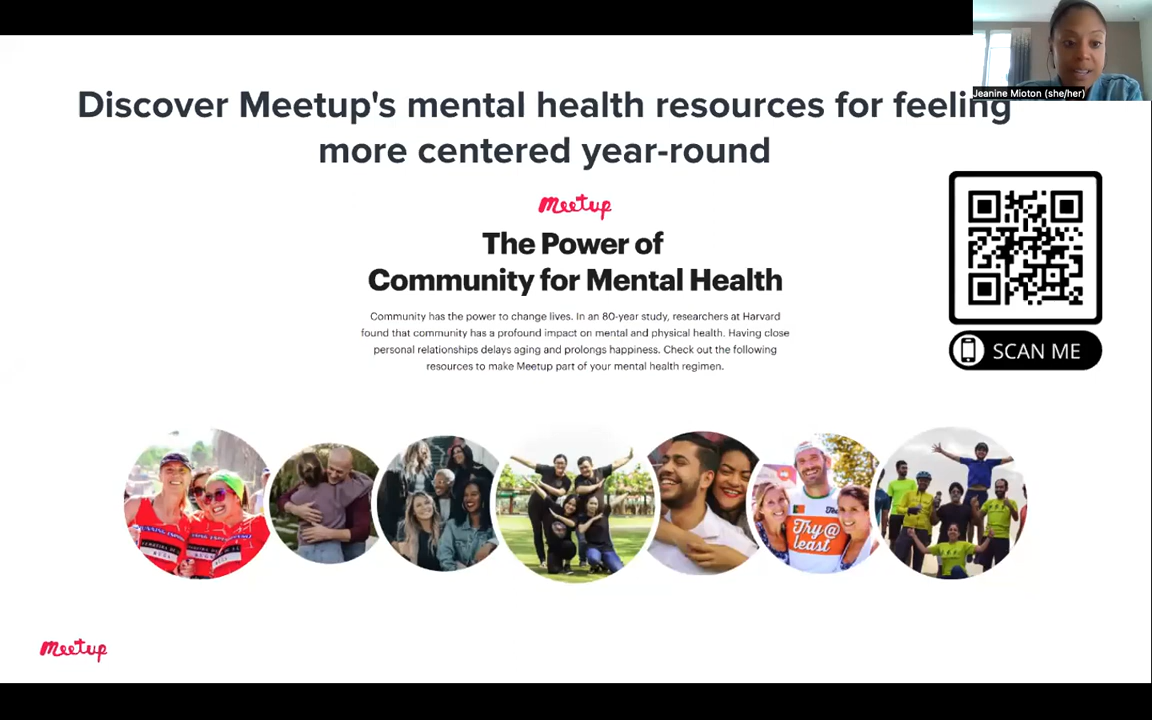 Jeanine Mioton (she/her)
Discover Meetup's mental health resources for feeling
more centered year-round
meetup
The Power of
Community for Mental Health
Community has the power to change lives. In an 80-year study, researchers at Harvard
found that community has a profound impact on mental and physical health. Having close
personal relationships delays aging and prolongs happiness. Check out the following
resources to make Meetup part of your mental health regimen.
SCAN ME
Try@
least
meetup